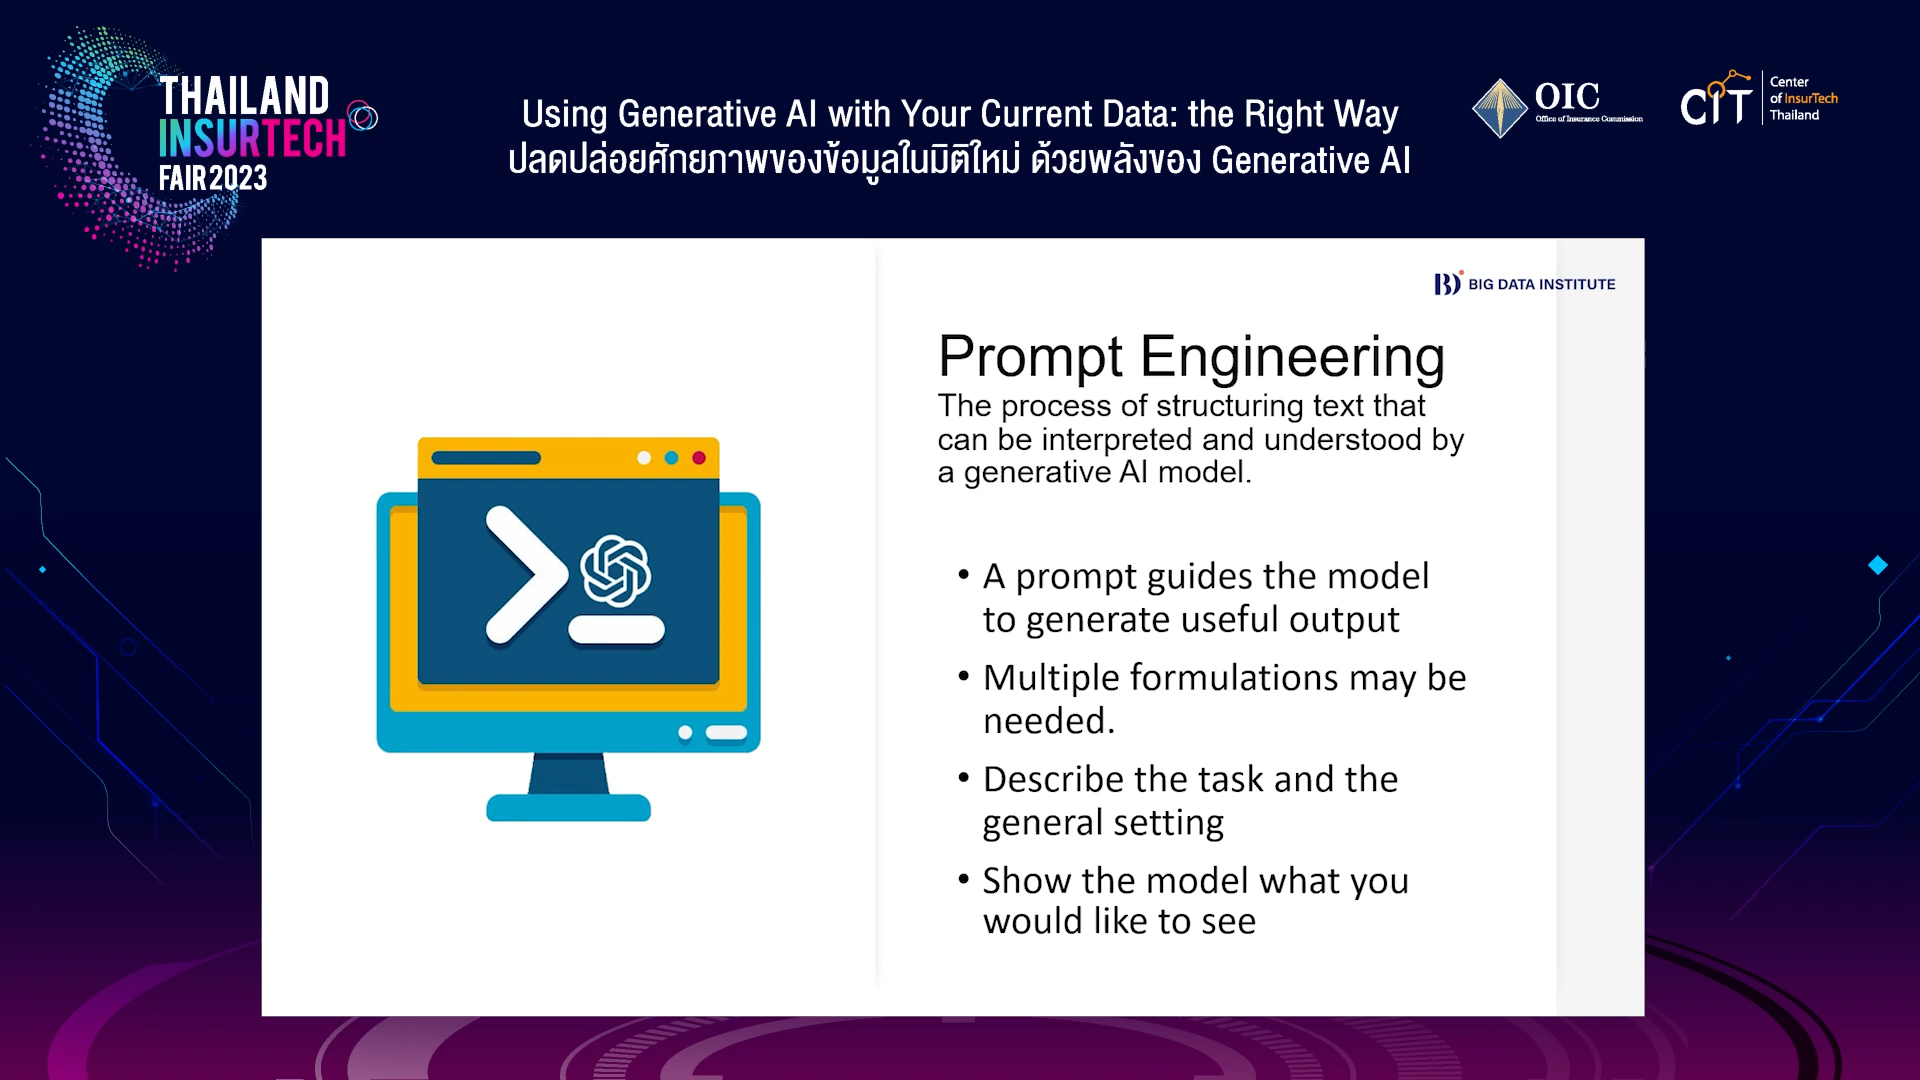 THAILAND
INSURTECH
FAIR 2023
Using Generative AI with Your Current Data: the Right Way
ปลดปล่อยศักยภาพของข้อมูลในมิติใหม่ ด้วยพลังของ Generative AI
OIC
Office of Insurance Commission
CIT
Center
of InsurTech
Thailand
BIG DATA INSTITUTE
Prompt Engineering
The process of structuring text that
can be interpreted and understood by
a generative AI model.
• A prompt guides the model
to generate useful output
• Multiple formulations may be
needed.
• Describe the task and the
general setting
• Show the model what you
would like to see